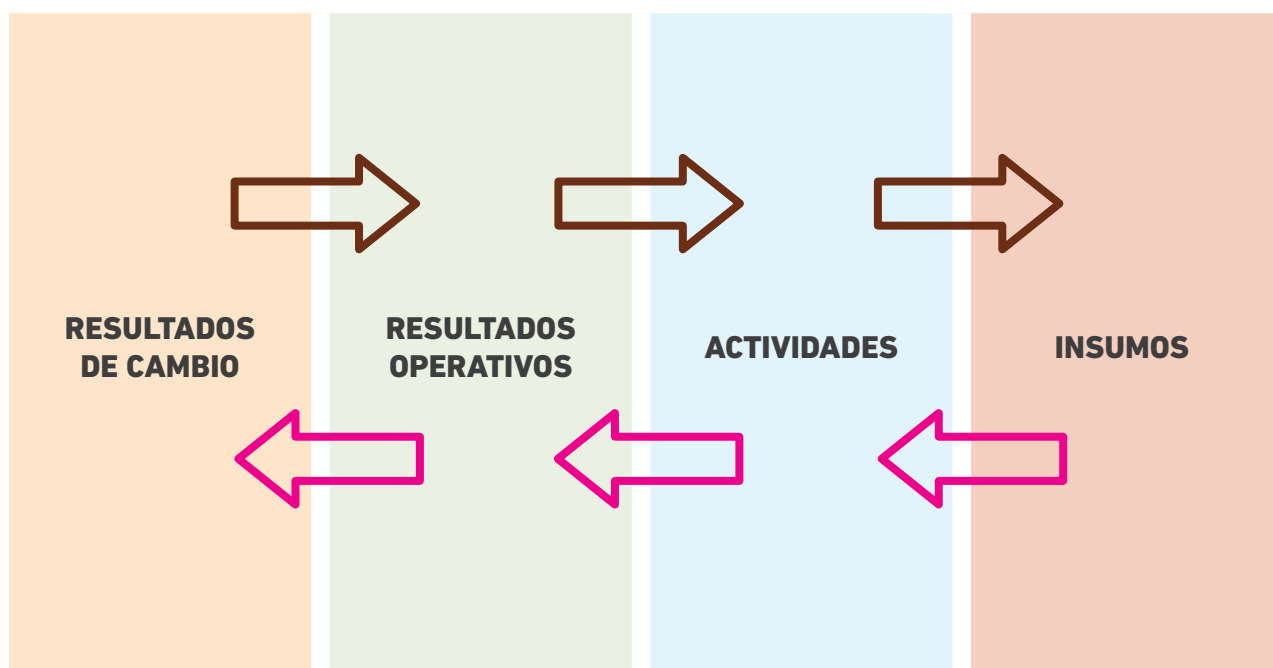 RESULTADOS
DE CAMBIO
RESULTADOS
OPERATIVOS
ACTIVIDADES
INSUMOS